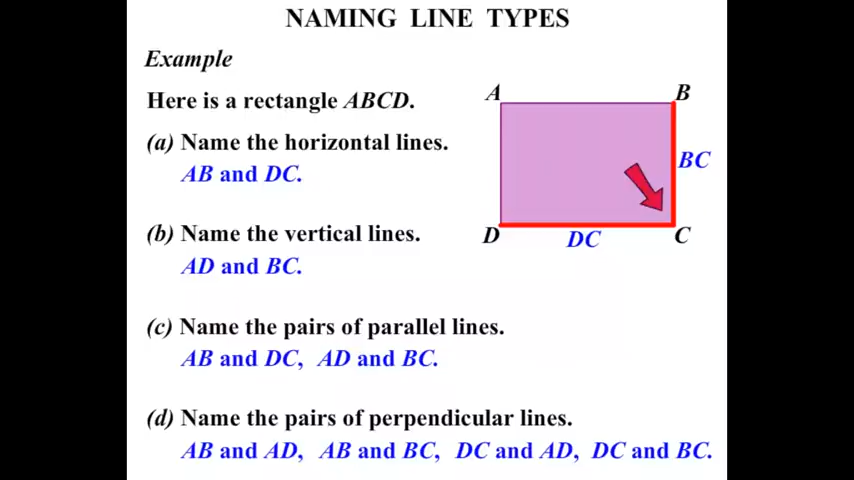 NAMING LINE TYPES
Example
Here is a rectangle ABCD.
(a) Name the horizontal lines.
AB and DC.
(b) Name the vertical lines.
AD and BC.
(c) Name the pairs of parallel lines.
AB and DC, AD and BC.
(d) Name the pairs of perpendicular lines.
AB and AD, AB and BC, DC and AD, DC and BC.
A
B
BC
D
DC
C